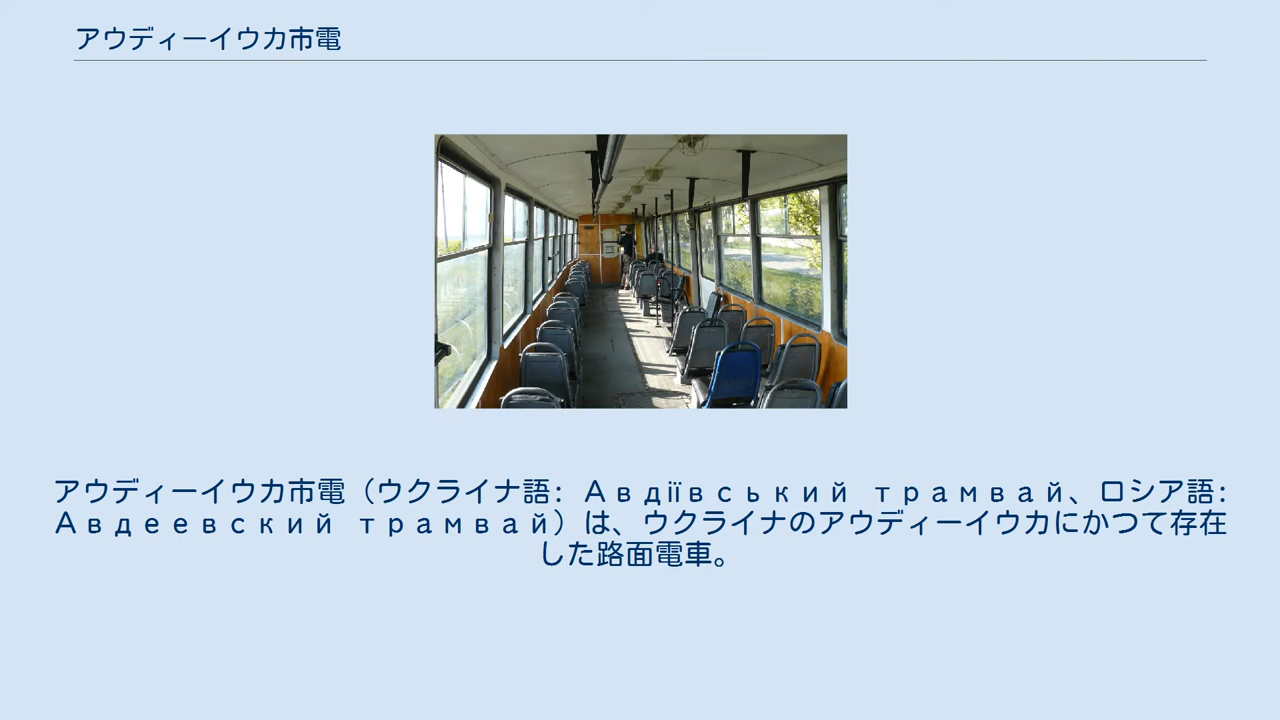 アウディーイウカ市電
アウディーイウカ市電（ウクライナ語: Авдіївський трамвай、ロシア語:
Авдеевский трамвай）は、ウクライナのアウディーイウカにかつて存在
した路面電車。